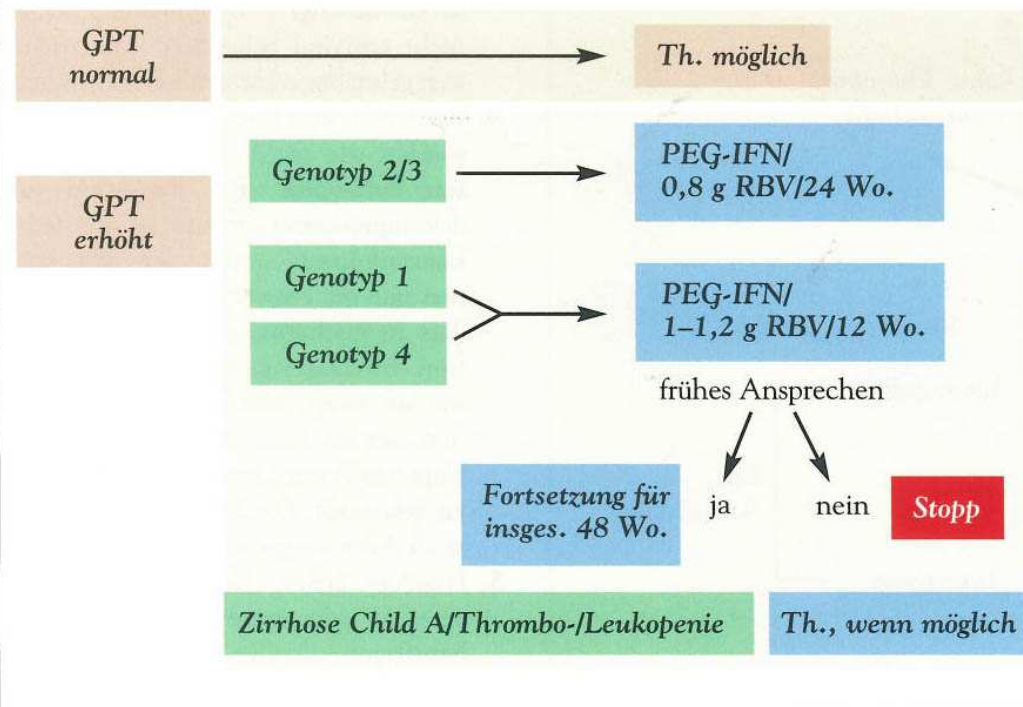 GPT
normal
Th. möglich
GPT
erhöht
Genotyp 2/3
PEG-IFN/
0,8 g RBV/24 Wo.
Genotyp 1
Genotyp 4
PEG-IFN/
1–1,2 g RBV/12 Wo.
frühes Ansprechen
Fortsetzung für
insges. 48 Wo.
ja
nein
Stopp
Zirrhose Child A/Thrombo-/Leukopenie
Th., wenn möglich